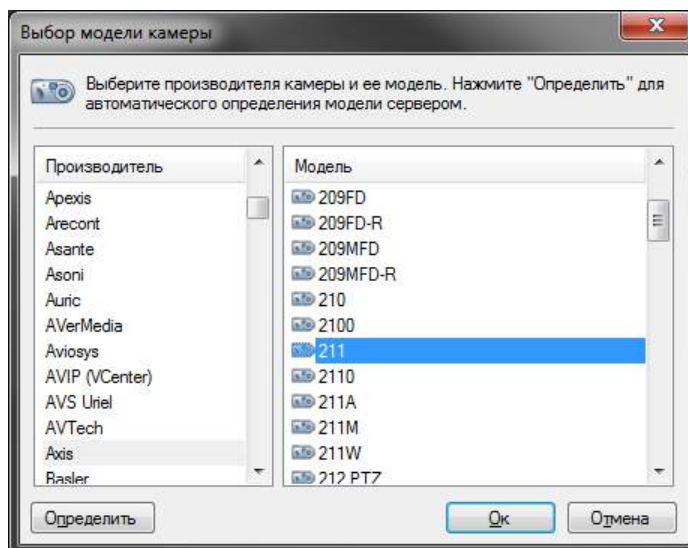 Выбор модели камеры
Выберите производителя камеры и ее модель. Нажмите "Определить" для
автоматического определения модели сервером.
Производитель
Apexis
Arecont
Asante
Asoni
Auric
AVerMedia
Aviosys
AVIP (VCenter)
AVS Uriel
AVTech
Axis
Basler
Модель
209FD
209FD-R
209MFD
209MFD-R
210
2100
211
2110
211A
211M
211W
212 PTZ
Определить
Ок
Отмена